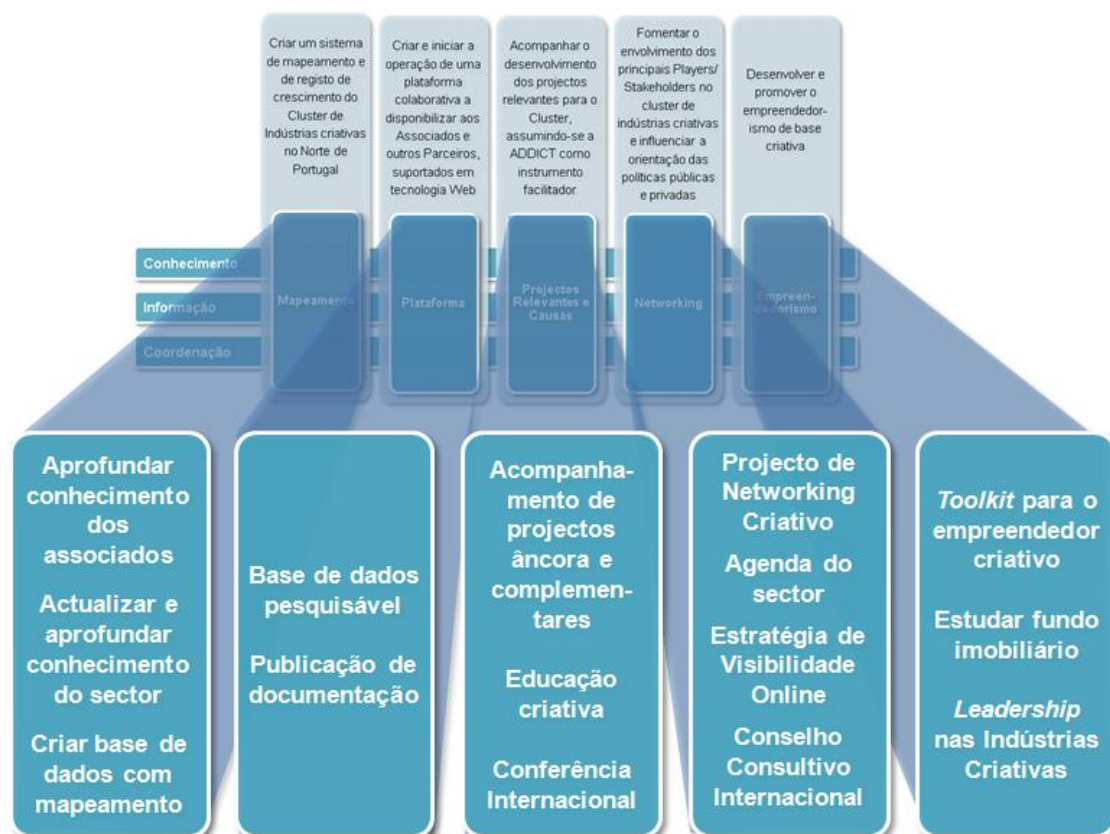 Criar um sistema
de mapeamento e
de registo de
crescimento do
Cluster de
Indústrias criativas
no Norte de
Portugal
Criar e iniciar a
operação de uma
plataforma
colaborativa a
disponibilizar aos
Associados e
outros Parceiros,
suportados em
tecnologia Web
Acompanhar o
desenvolvimento
dos projectos
relevantes para o
Cluster,
assumindo-se a
ADDICT como
instrumento
facilitador
Fomentar o
envolvimento dos
principais Players/
Stakeholders no
cluster de
indústrias criativas
e influenciar a
orientação das
políticas públicas
e privadas
Desenvolver e
promover o
empreendedor-
ismo de base
criativa
Conhecimento
Informação
Coordenação
Mapeamento
Plataforma
Projectos
Relevantes e
Causas
Networking
Empreen-
dedorismo
Aprofundar
conhecimento
dos
associados
Actualizar e
aprofundar
conhecimento
do sector
Criar base de
dados com
mapeamento
Base de dados
pesquisável
Publicação de
documentação
Acompanha-
mento de
projectos
âncora e
complemen-
tares
Educação
criativa
Conferência
Internacional
Projecto de
Networking
Criativo
Agenda do
sector
Estratégia de
Visibilidade
Online
Conselho
Consultivo
Internacional
Toolkit para o
empreendedor
criativo
Estudar fundo
imobiliário
Leadership
nas Indústrias
Criativas